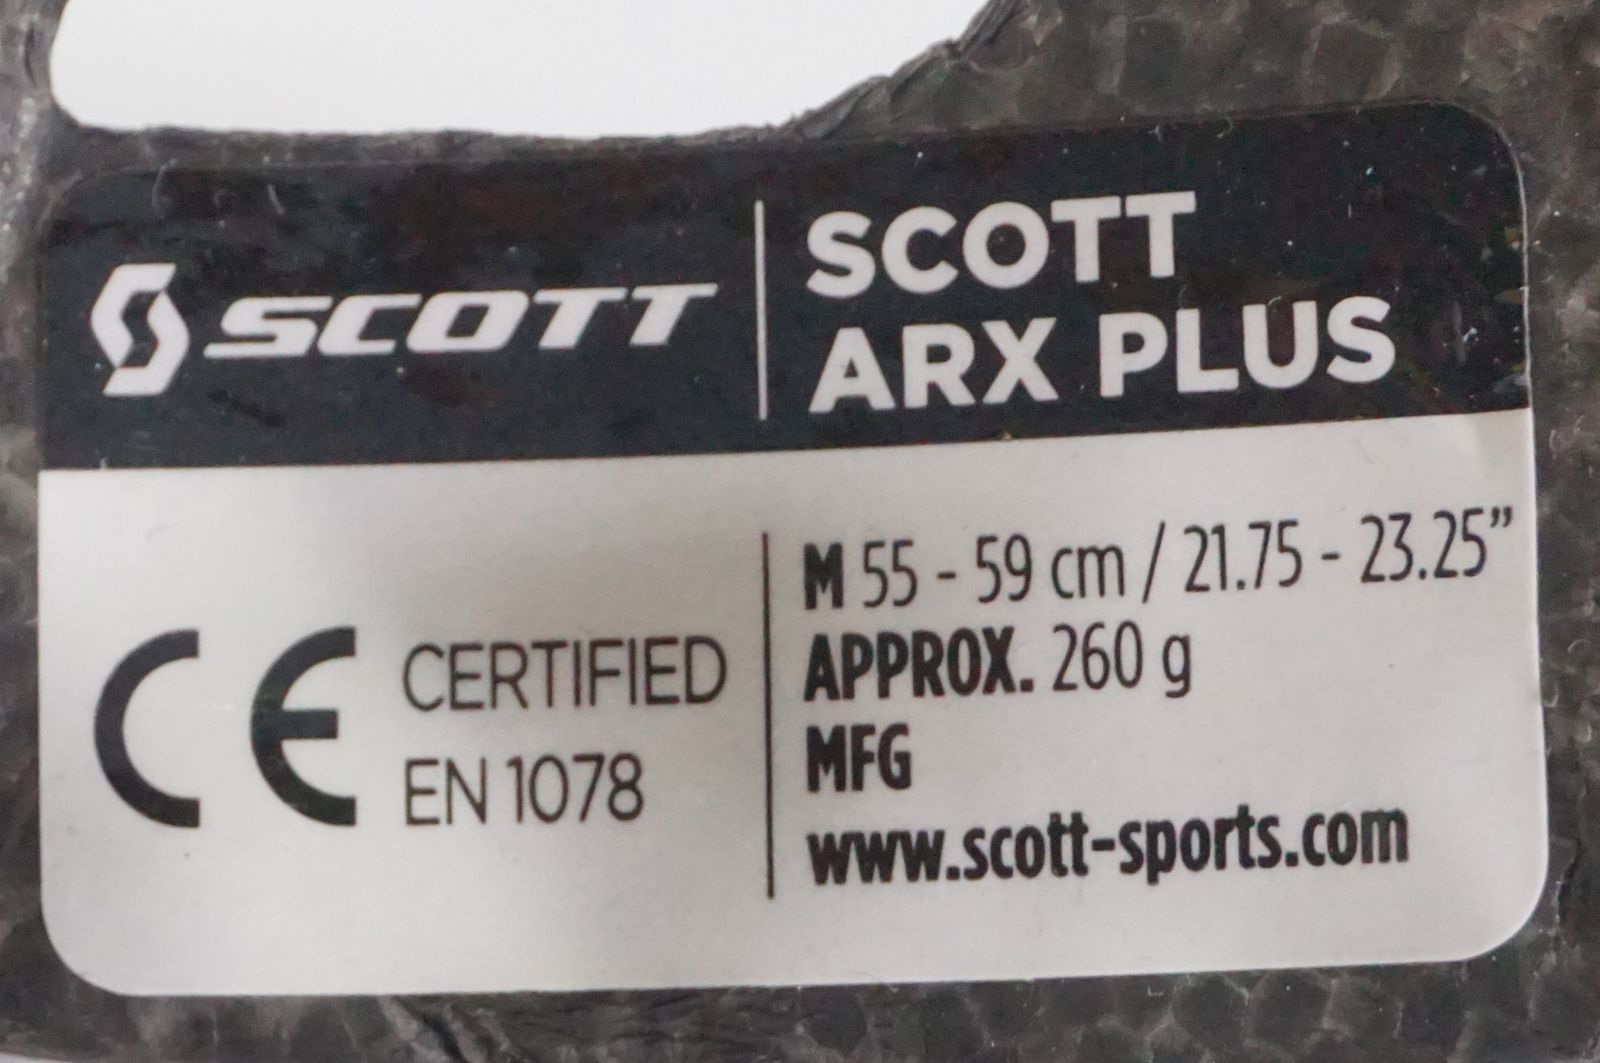 SCOTT
SCOTT
ARX PLUS
CE CERTIFIED
EN 1078
M 55 - 59 cm / 21.75 - 23.25”
APPROX. 260 g
MFG
www.scott-sports.com